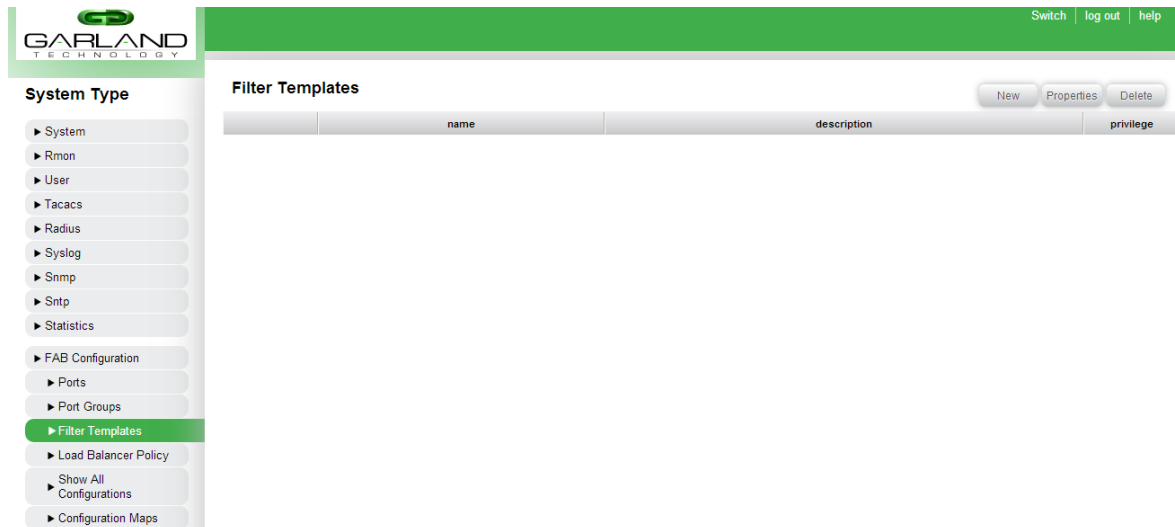 GARLAND
TECHNOLOGY
Switch log out help
System Type
System
Rmon
User
Tacacs
Radius
Syslog
Snmp
Sntp
Statistics
FAB Configuration
Ports
Port Groups
Filter Templates
Load Balancer Policy
Show All
Configurations
Configuration Maps
Filter Templates
New Properties Delete
name description privilege